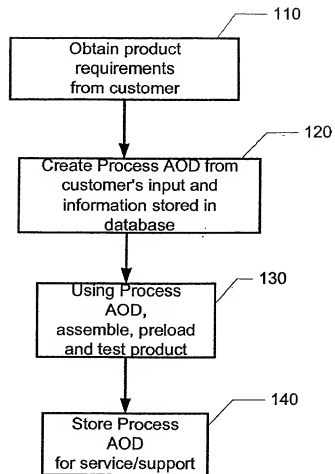 110
Obtain product
requirements
from customer
120
Create Process AOD from
customer's input and
information stored in
database
130
Using Process
AOD,
assemble, preload
and test product
140
Store Process
AOD
for service/support